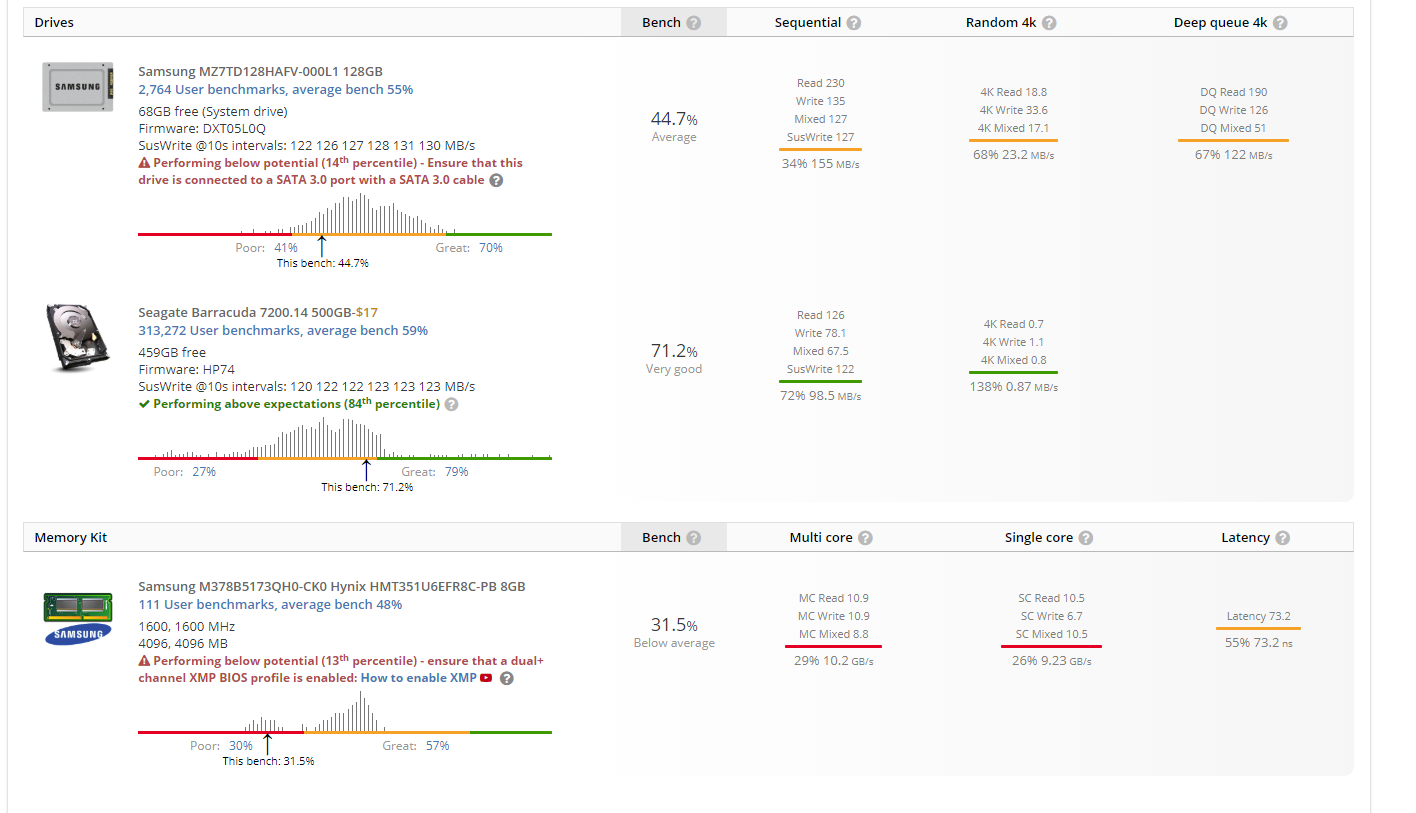 Drives Bench ? Sequential ? Random 4k ? Deep queue 4k ?
SAMSUNG
Samsung MZ7TD128HAFV-000L1 128GB
2,764 User benchmarks, average bench 55%
68GB free (System drive)
Firmware: DXT05L0Q
SusWrite @10s intervals: 122 126 127 128 131 130 MB/s
Performing below potential (14th percentile) - Ensure that this
drive is connected to a SATA 3.0 port with a SATA 3.0 cable ?
Poor: 41% Great: 70%
This bench: 44.7%
44.7%
Average
Read 230
Write 135
Mixed 127
SusWrite 127
34% 155 MB/s
4K Read 18.8
4K Write 33.6
4K Mixed 17.1
68% 23.2 MB/s
DQ Read 190
DQ Write 126
DQ Mixed 51
67% 122 MB/s
Seagate Barracuda 7200.14 500GB-$17
313,272 User benchmarks, average bench 59%
459GB free
Firmware: HP74
SusWrite @10s intervals: 120 122 122 123 123 123 MB/s
Performing above expectations (84th percentile) ?
Poor: 27% Great: 79%
This bench: 71.2%
71.2%
Very good
Read 126
Write 78.1
Mixed 67.5
SusWrite 122
72% 98.5 MB/s
4K Read 0.7
4K Write 1.1
4K Mixed 0.8
138% 0.87 MB/s
Memory Kit Bench ? Multi core ? Single core ? Latency ?
SAMSUNG
Samsung M378B5173QH0-CK0 Hynix HMT351U6EFR8C-PB 8GB
111 User benchmarks, average bench 48%
1600, 1600 MHz
4096, 4096 MB
Performing below potential (13th percentile) - ensure that a dual+
channel XMP BIOS profile is enabled: How to enable XMP ?
Poor: 30% Great: 57%
This bench: 31.5%
31.5%
Below average
MC Read 10.9
MC Write 10.9
MC Mixed 8.8
29% 10.2 GB/s
SC Read 10.5
SC Write 6.7
SC Mixed 10.5
26% 9.23 GB/s
Latency 73.2
55% 73.2 ns